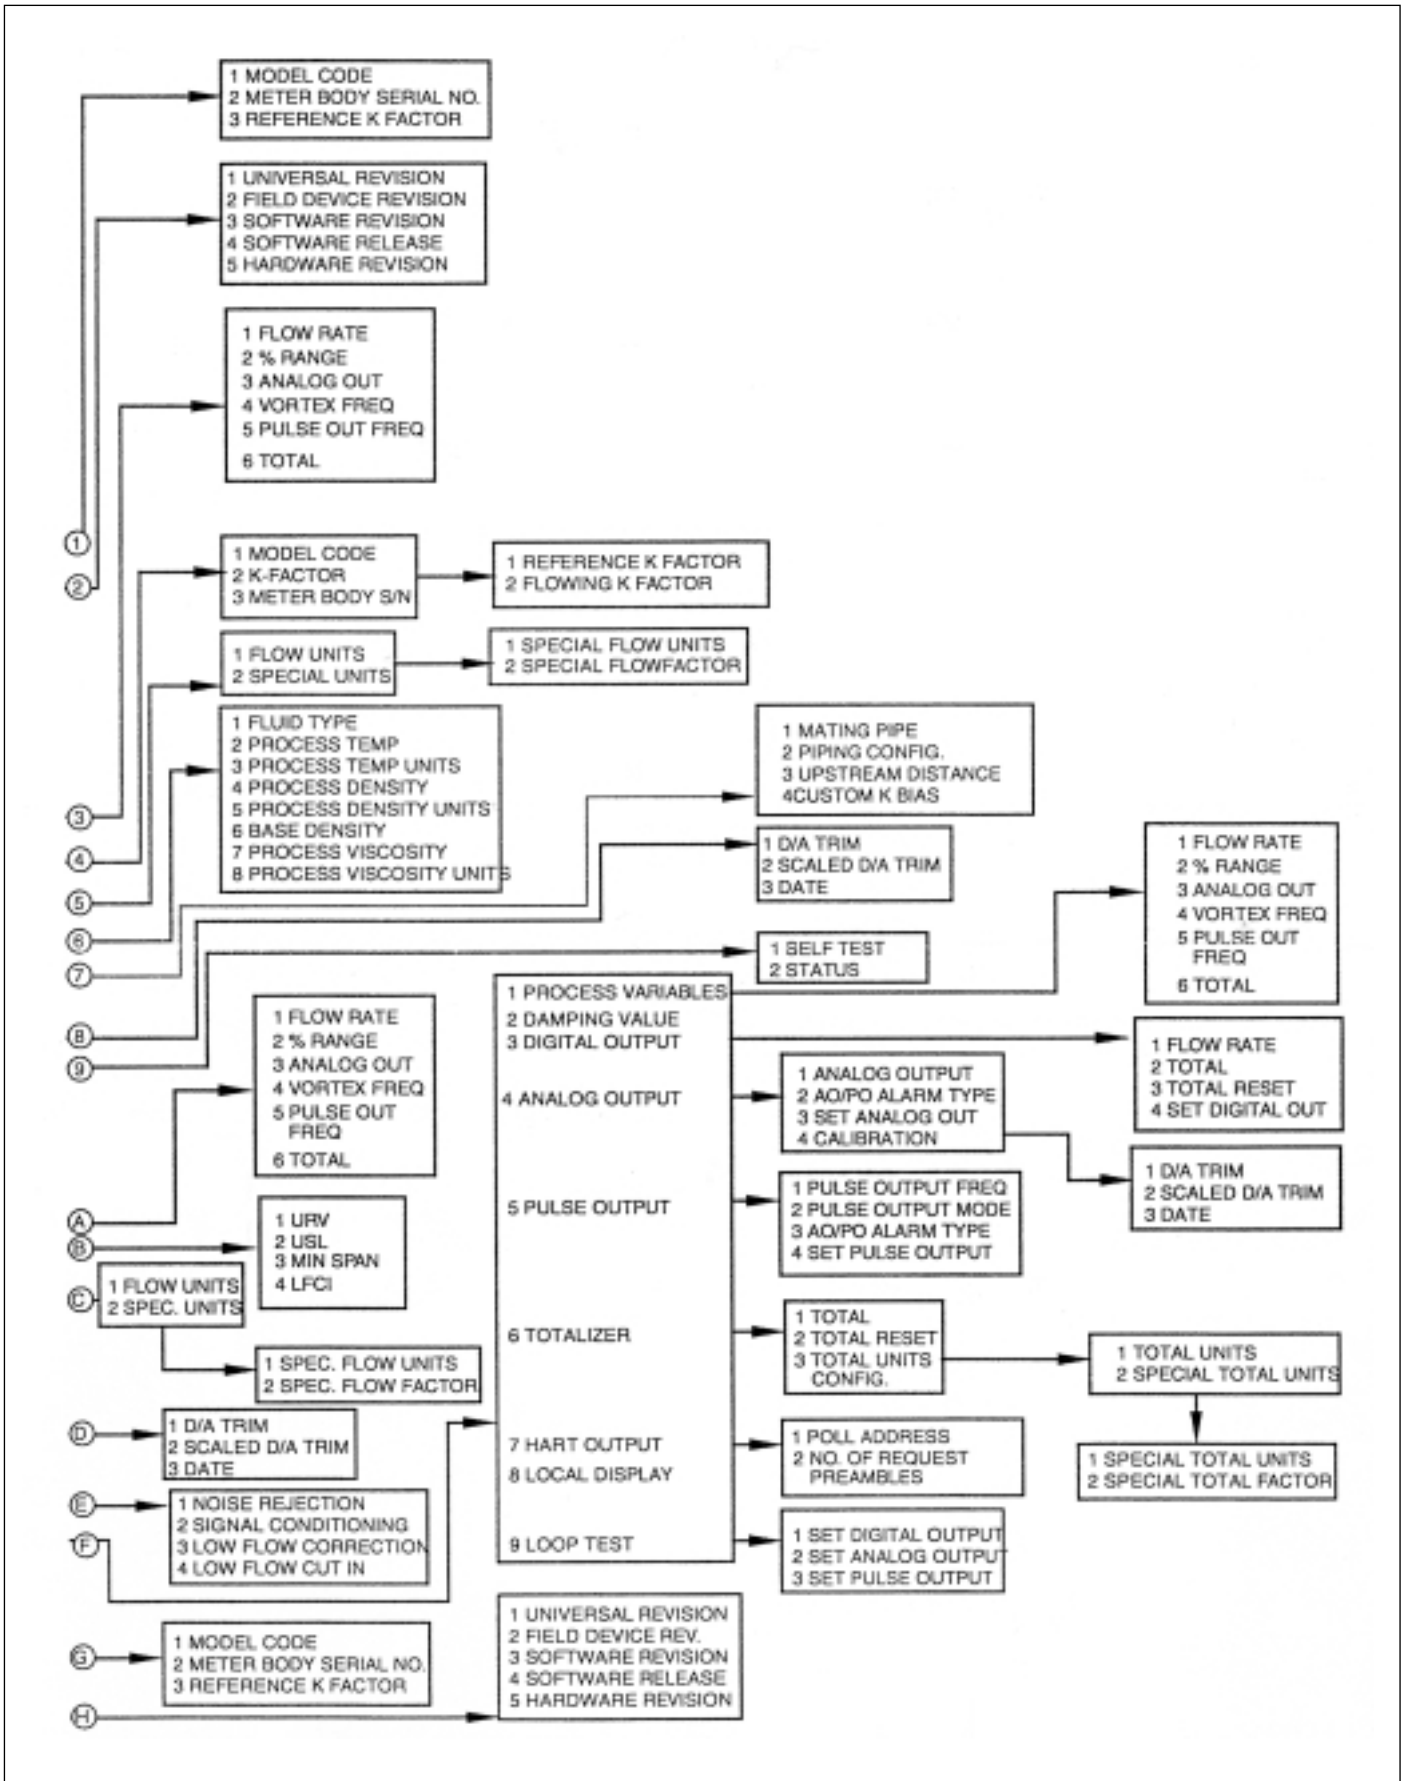 1 MODEL CODE
2 METER BODY SERIAL NO.
3 REFERENCE K FACTOR
1 UNIVERSAL REVISION
2 FIELD DEVICE REVISION
3 SOFTWARE REVISION
4 SOFTWARE RELEASE
5 HARDWARE REVISION
1 FLOW RATE
2 % RANGE
3 ANALOG OUT
4 VORTEX FREQ
5 PULSE OUT FREQ
6 TOTAL
1
2
1 MODEL CODE
2 K-FACTOR
3 METER BODY S/N
1 REFERENCE K FACTOR
2 FLOWING K FACTOR
1 FLOW UNITS
2 SPECIAL UNITS
1 SPECIAL FLOW UNITS
2 SPECIAL FLOWFACTOR
1 FLUID TYPE
2 PROCESS TEMP
3 PROCESS TEMP UNITS
4 PROCESS DENSITY
5 PROCESS DENSITY UNITS
6 BASE DENSITY
7 PROCESS VISCOSITY
8 PROCESS VISCOSITY UNITS
1 MATING PIPE
2 PIPING CONFIG.
3 UPSTREAM DISTANCE
4CUSTOM K BIAS
3
4
5
6
7
8
9
1 D/A TRIM
2 SCALED D/A TRIM
3 DATE
1 FLOW RATE
2 % RANGE
3 ANALOG OUT
4 VORTEX FREQ
5 PULSE OUT
FREQ
6 TOTAL
1 SELF TEST
2 STATUS
1 FLOW RATE
2 % RANGE
3 ANALOG OUT
4 VORTEX FREQ
5 PULSE OUT
FREQ
6 TOTAL
1 PROCESS VARIABLES
2 DAMPING VALUE
3 DIGITAL OUTPUT
4 ANALOG OUTPUT
5 PULSE OUTPUT
6 TOTALIZER
7 HART OUTPUT
8 LOCAL DISPLAY
9 LOOP TEST
1 FLOW RATE
2 TOTAL
3 TOTAL RESET
4 SET DIGITAL OUT
1 ANALOG OUTPUT
2 AO/PO ALARM TYPE
3 SET ANALOG OUT
4 CALIBRATION
1 D/A TRIM
2 SCALED D/A TRIM
3 DATE
1 PULSE OUTPUT FREQ
2 PULSE OUTPUT MODE
3 AO/PO ALARM TYPE
4 SET PULSE OUTPUT
A
B
1 URV
2 USL
3 MIN SPAN
4 LFCI
C
1 FLOW UNITS
2 SPEC. UNITS
1 SPEC. FLOW UNITS
2 SPEC. FLOW FACTOR
1 TOTAL
2 TOTAL RESET
3 TOTAL UNITS
CONFIG.
1 TOTAL UNITS
2 SPECIAL TOTAL UNITS
1 SPECIAL TOTAL UNITS
2 SPECIAL TOTAL FACTOR
D
1 D/A TRIM
2 SCALED D/A TRIM
3 DATE
1 POLL ADDRESS
2 NO. OF REQUEST
PREAMBLES
E
1 NOISE REJECTION
2 SIGNAL CONDITIONING
3 LOW FLOW CORRECTION
4 LOW FLOW CUT IN
F
1 SET DIGITAL OUTPUT
2 SET ANALOG OUTPUT
3 SET PULSE OUTPUT
G
1 MODEL CODE
2 METER BODY SERIAL NO.
3 REFERENCE K FACTOR
H
1 UNIVERSAL REVISION
2 FIELD DEVICE REV.
3 SOFTWARE REVISION
4 SOFTWARE RELEASE
5 HARDWARE REVISION